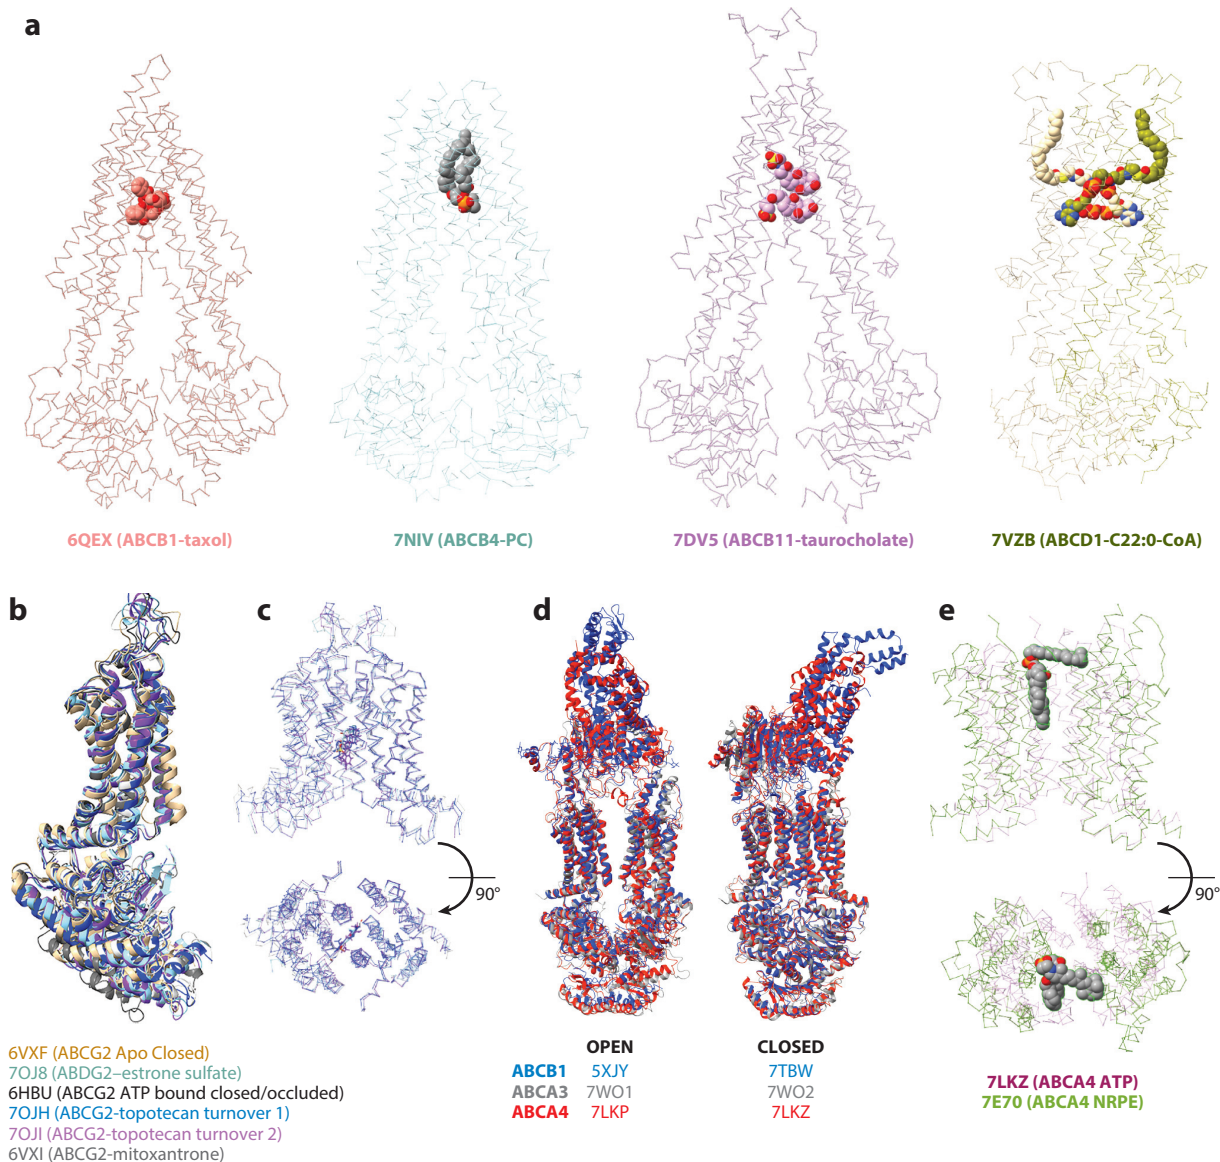 a
6QEX (ABCB1-taxol)
7NIV (ABCB4-PC)
7DV5 (ABCB11-taurocholate)
7VZB (ABCD1-C22:0-CoA)
b
c
d
e
90°
90°
6VXF (ABCG2 Apo Closed)
7OJ8 (ABDG2–estrone sulfate)
6HBU (ABCG2 ATP bound closed/occluded)
7OJH (ABCG2-topotecan turnover 1)
7OJI (ABCG2-topotecan turnover 2)
6VXI (ABCG2-mitoxantrone)
OPEN CLOSED
ABCB1 5XJY 7TBW
ABCA3 7WO1 7WO2
ABCA4 7LKP 7LKZ
7LKZ (ABCA4 ATP)
7E70 (ABCA4 NRPE)